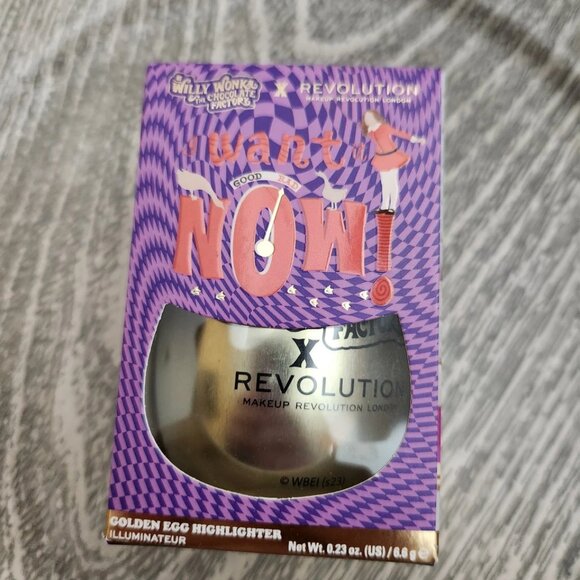 WILLY WONKA
& THE CHOCOLATE
FACTORY
X REVOLUTION
MAKEUP REVOLUTION LONDON
I want it
GOOD BAD
NOW!
FACTORY
X
REVOLUTION
MAKEUP REVOLUTION LONDON
© WBEI (s23)
GOLDEN EGG HIGHLIGHTER
ILLUMINATEUR
Net Wt. 0.23 oz. (US) / 6.6 g e